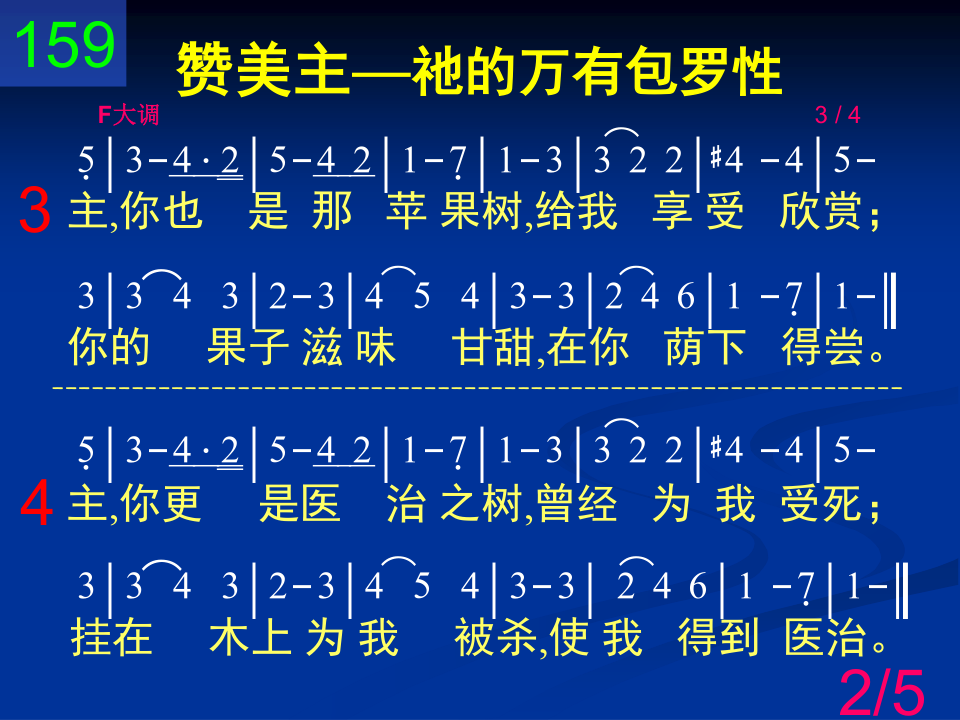 159
赞美主—祂的万有包罗性
F大调 3 / 4
5̣|3-4·2|5-4 2|1-7̣|1-3|3 2 2|♯4 -4|5-
3 主,你也 是 那 苹 果树,给我 享 受 欣赏;
3|3 4 3|2-3|4 5 4|3-3|2 4 6|1 -7̣|1-‖
你的 果子 滋 味 甘甜,在你 荫下 得尝。
5̣|3-4·2|5-4 2|1-7̣|1-3|3 2 2|♯4 -4|5-
4 主,你更 是医 治 之树,曾经 为 我 受死;
3|3 4 3|2-3|4 5 4|3-3| 2 4 6|1 -7̣|1-‖
挂在 木上 为 我 被杀,使 我 得到 医治。
2/5